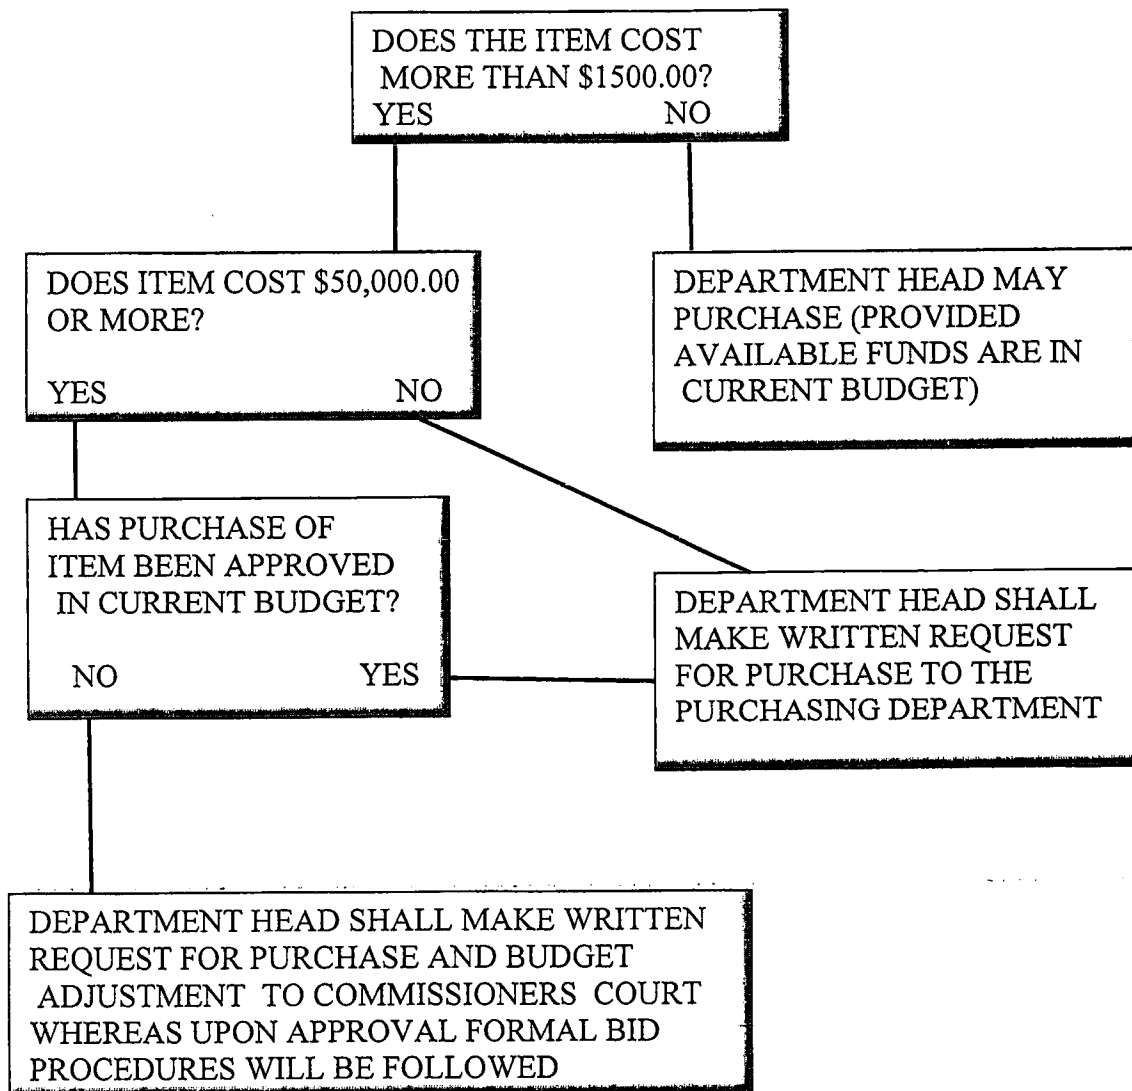 DOES THE ITEM COST
MORE THAN $1500.00?
YES NO
DOES ITEM COST $50,000.00
OR MORE?
YES NO
DEPARTMENT HEAD MAY
PURCHASE (PROVIDED
AVAILABLE FUNDS ARE IN
CURRENT BUDGET)
HAS PURCHASE OF
ITEM BEEN APPROVED
IN CURRENT BUDGET?
NO YES
DEPARTMENT HEAD SHALL
MAKE WRITTEN REQUEST
FOR PURCHASE TO THE
PURCHASING DEPARTMENT
DEPARTMENT HEAD SHALL MAKE WRITTEN
REQUEST FOR PURCHASE AND BUDGET
ADJUSTMENT TO COMMISSIONERS COURT
WHEREAS UPON APPROVAL FORMAL BID
PROCEDURES WILL BE FOLLOWED